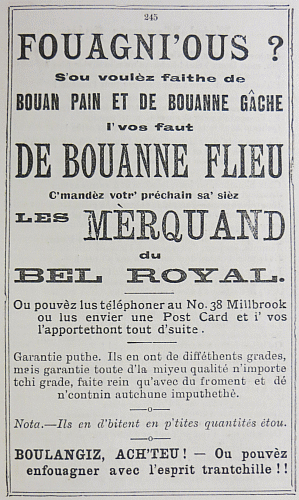 245
FOUAGNI'OUS ?
S'ou voulèz faithe de
BOUAN PAIN ET DE BOUANNE GÂCHE
i' vos faut
DE BOUANNE FLIEU
C'mandèz votr' préchain sa' sièz
LES MÈRQUAND
du
BEL ROYAL.
Ou pouvèz lus téléphoner au No. 38 Millbrook
ou lus envier une Post Card et i' vos
l'apportethont tout d'suite.
Garantie puthe. Ils en ont de difféthents grades,
meis garantie toute d'la miyeu qualité n'importe
tchi grade, faite rein qu'avec du froment et dé
n'contnin autchune imputhethé.
Nota.—Ils en d'bitent en p'tites quantités étou.
BOULANGIZ, ACH'TEU ! — Ou pouvèz
enfouagner avec l'esprit trantchille !!